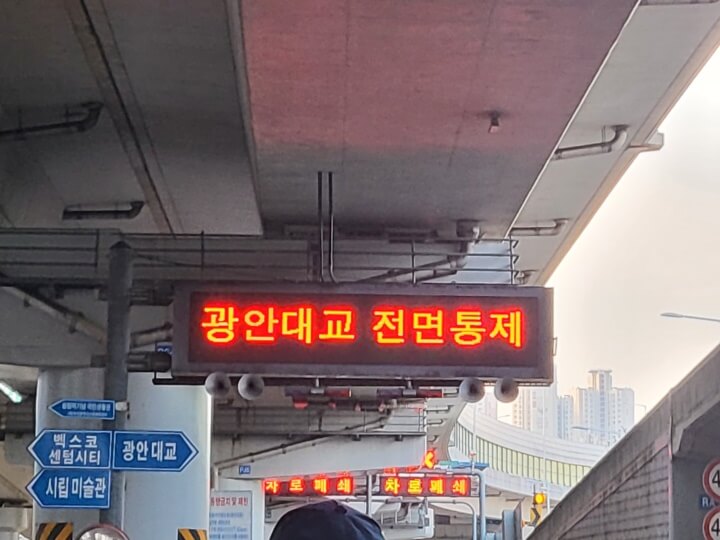 광안대교 전면통제
벡스코
센텀시티
광안대교
시립미술관
차로폐쇄
차로폐쇄